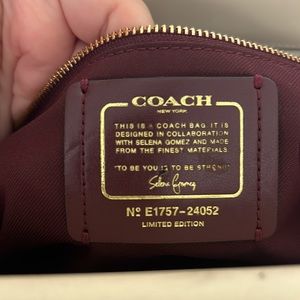 COACH
NEW YORK
THIS IS A COACH BAG IT IS
DESIGNED IN COLLABORATION
WITH SELENA GOMEZ AND MADE
FROM THE FINEST MATERIALS.
"TO BE YOU IS TO BE STRONG"
Selena Gomez
Nº E1757-24052
LIMITED EDITION